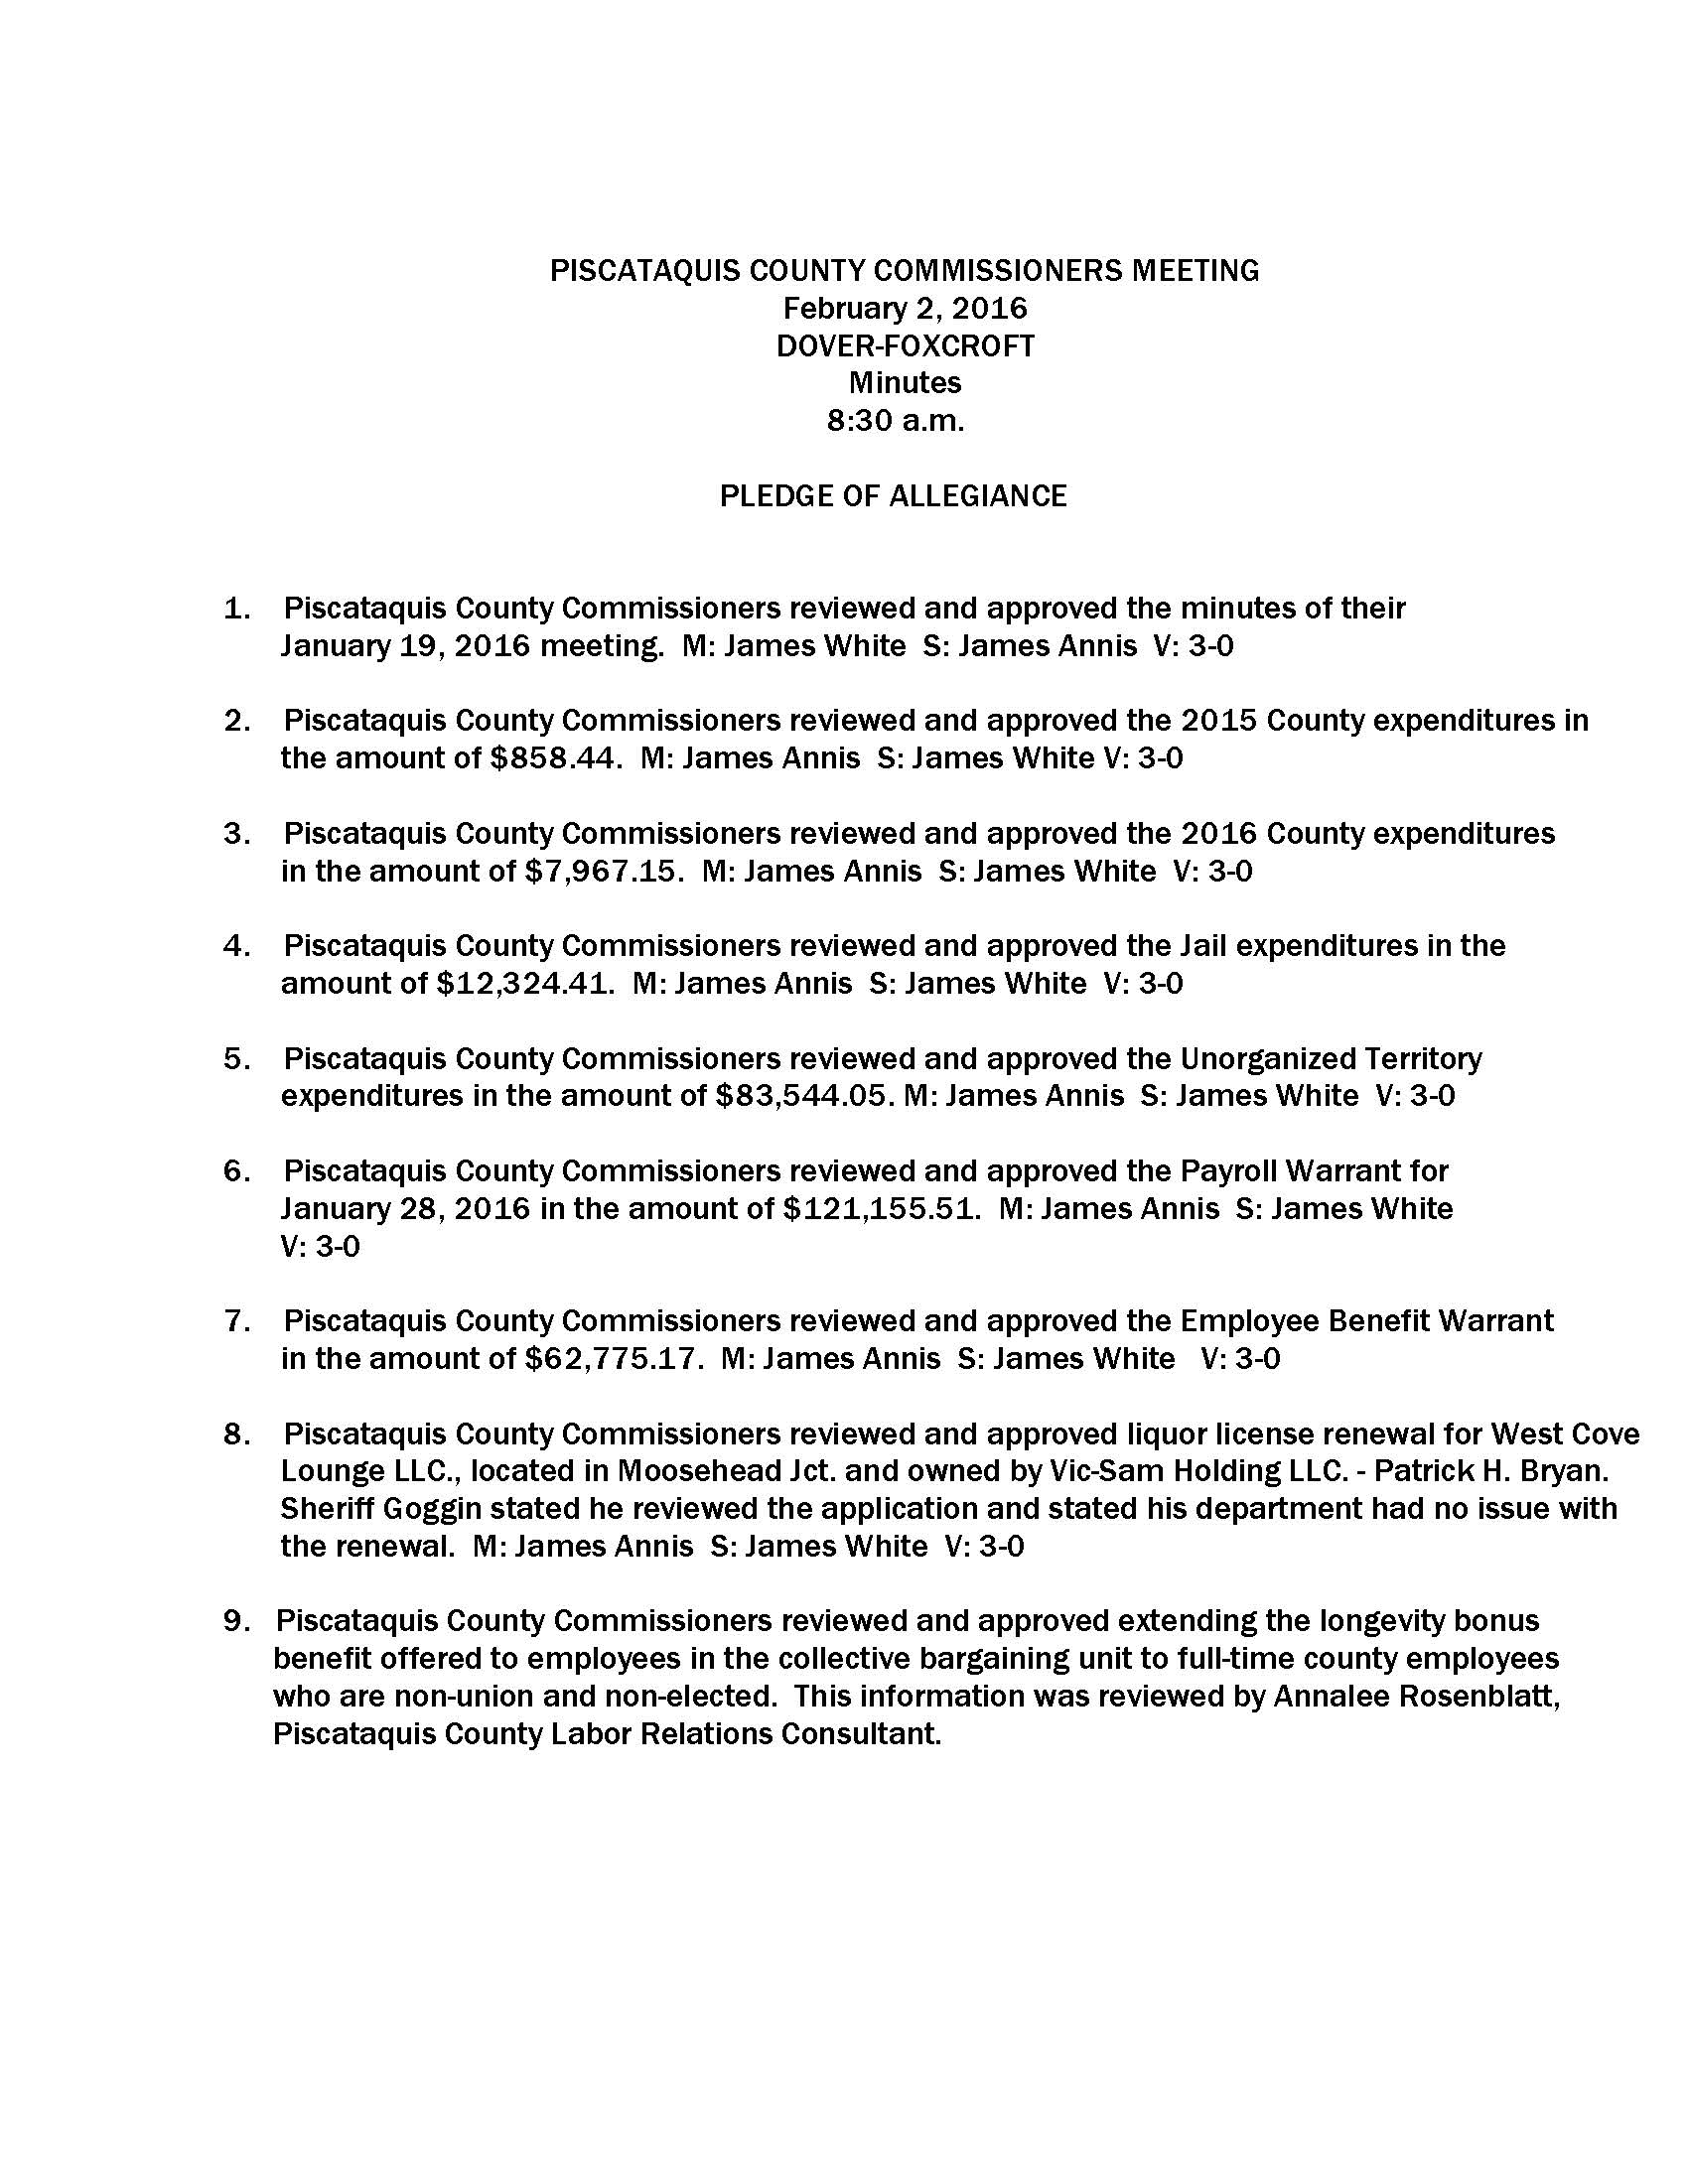 PISCATAQUIS COUNTY COMMISSIONERS MEETING
February 2, 2016
DOVER-FOXCROFT
Minutes
8:30 a.m.
PLEDGE OF ALLEGIANCE
1. Piscataquis County Commissioners reviewed and approved the minutes of their
January 19, 2016 meeting. M: James White S: James Annis V: 3-0
2. Piscataquis County Commissioners reviewed and approved the 2015 County expenditures in
the amount of $858.44. M: James Annis S: James White V: 3-0
3. Piscataquis County Commissioners reviewed and approved the 2016 County expenditures
in the amount of $7,967.15. M: James Annis S: James White V: 3-0
4. Piscataquis County Commissioners reviewed and approved the Jail expenditures in the
amount of $12,324.41. M: James Annis S: James White V: 3-0
5. Piscataquis County Commissioners reviewed and approved the Unorganized Territory
expenditures in the amount of $83,544.05. M: James Annis S: James White V: 3-0
6. Piscataquis County Commissioners reviewed and approved the Payroll Warrant for
January 28, 2016 in the amount of $121,155.51. M: James Annis S: James White
V: 3-0
7. Piscataquis County Commissioners reviewed and approved the Employee Benefit Warrant
in the amount of $62,775.17. M: James Annis S: James White V: 3-0
8. Piscataquis County Commissioners reviewed and approved liquor license renewal for West Cove
Lounge LLC., located in Moosehead Jct. and owned by Vic-Sam Holding LLC. - Patrick H. Bryan.
Sheriff Goggin stated he reviewed the application and stated his department had no issue with
the renewal. M: James Annis S: James White V: 3-0
9. Piscataquis County Commissioners reviewed and approved extending the longevity bonus
benefit offered to employees in the collective bargaining unit to full-time county employees
who are non-union and non-elected. This information was reviewed by Annalee Rosenblatt,
Piscataquis County Labor Relations Consultant.